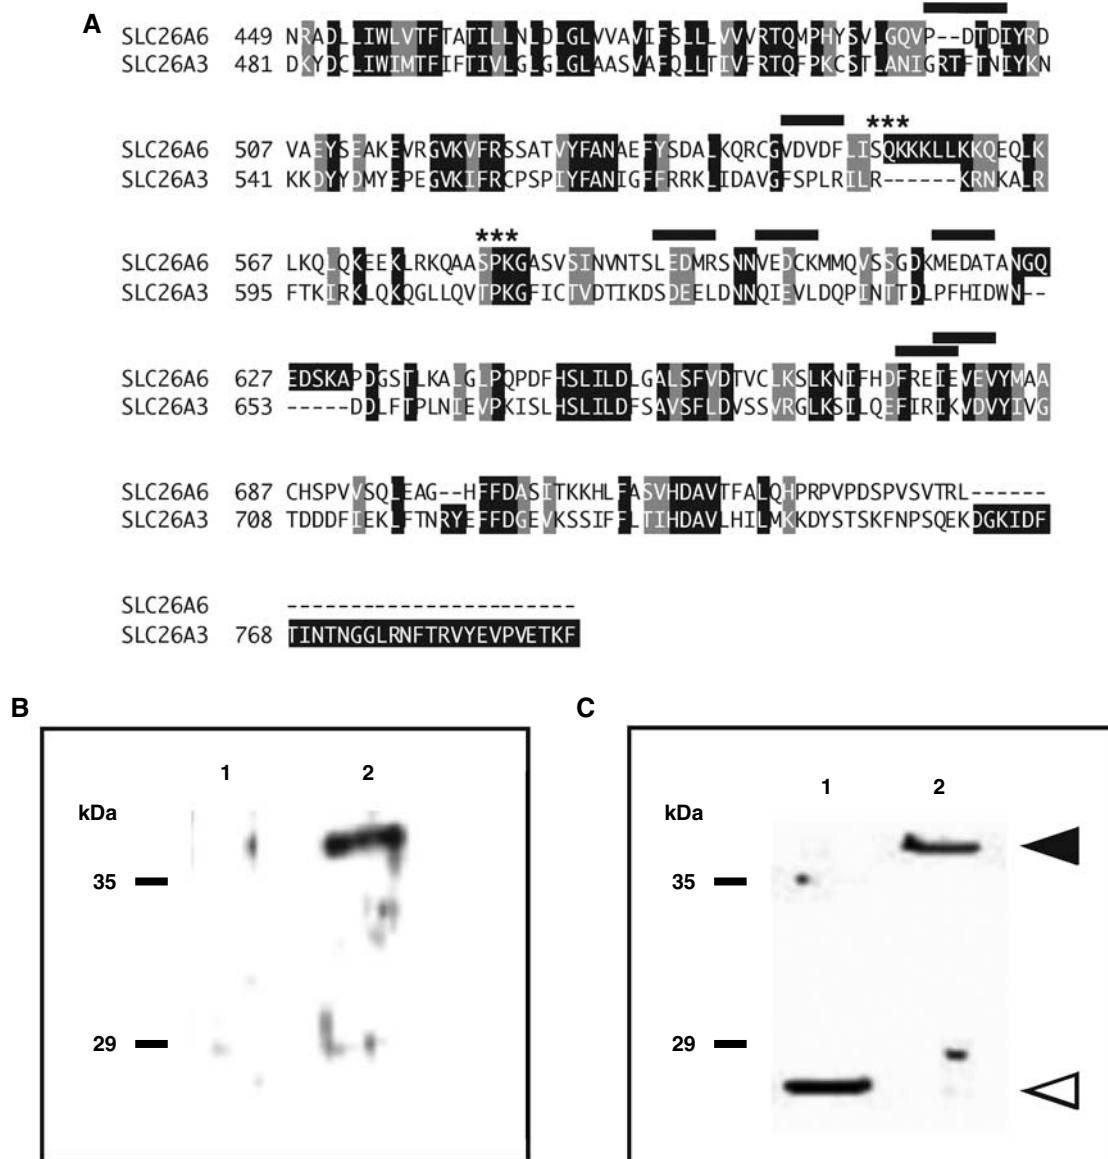 A
SLC26A6 449 NRADLLIWLVTFTATILLNLDLGLVVAVIFSLLLVVVRTQMPHYSVLGQVP--DTDIYRD
SLC26A3 481 DKYDCLIWIMTFIFTIVLGLGLGLAASVAFQLLTIVFRTQFPKCSTLANIGRTFTNIYKN
***
SLC26A6 507 VAEYSEAKEVRGVKVFRSSATVYFANAEFYSDALKQRCGVDVDFLISQKKKLLKKQEQLK
SLC26A3 541 KKDYYDMYEPEGVKIFRCPSPIYFANIGFFRRKLIDAVGFSPLRILR------KRNKALR
***
SLC26A6 567 LKQLQKEEKLRKQAASPKGASVSINVNTSLEDMRSNNVEDCKMMQVSSGDKMEDATANGQ
SLC26A3 595 FTKIRKLQKQGLLQVTPKGFICTVDTIKDSDEELDNNQIEVLDQPINTTDLPFHIDWN--
SLC26A6 627 EDSKAPDGSTLKALGLPQPDFHSLILDLGALSFVDTVCLKSLKNIFHDFREIEVEVYMAA
SLC26A3 653 -----DDLFTPLNIEVPKISLHSLILDFSAVSFLDVSSVRGLKSILQEFIRIKVDVYIVG
SLC26A6 687 CHSPVVSQLEAG--HFFDASITKKHLFASVHDAVTFALQHPRPVPDSPVSVTRL------
SLC26A3 708 TDDDFIEKLFTNRYEFFDGEVKSSIFFLTIHDAVLHILMKKDYSTSKFNPSQEKDGKIDF
SLC26A6 -----------------------
SLC26A3 768 TINTNGGLRNFTRVYEVPVETKF
B
1 2
kDa
35
29
C
1 2
kDa
35
29